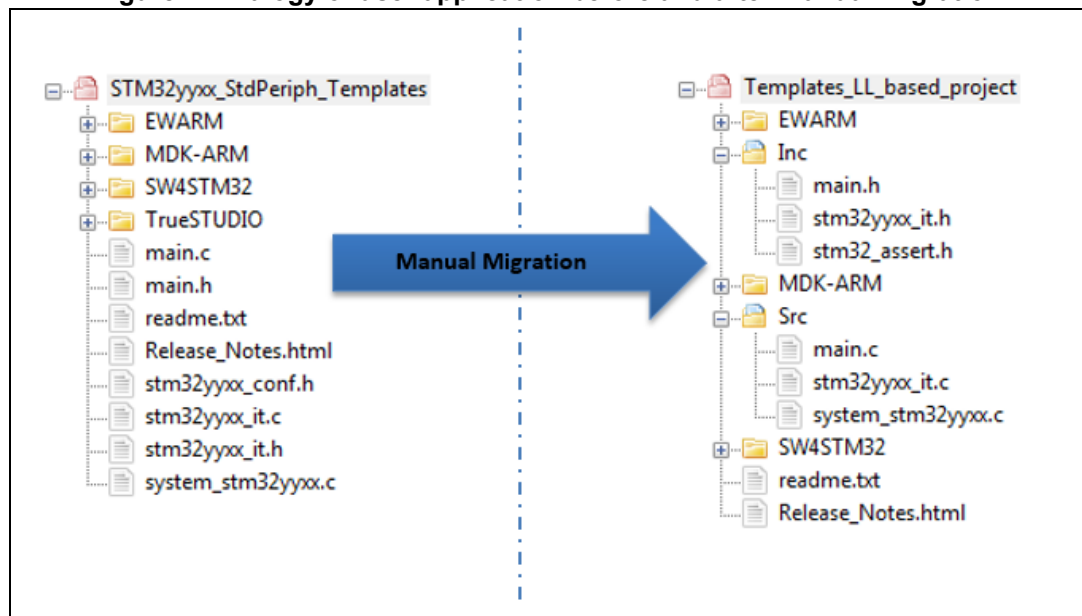 STM32yyxx_StdPeriph_Templates
EWARM
MDK-ARM
SW4STM32
TrueSTUDIO
main.c
main.h
readme.txt
Release_Notes.html
stm32yyxx_conf.h
stm32yyxx_it.c
stm32yyxx_it.h
system_stm32yyxx.c
Manual Migration
Templates_LL_based_project
EWARM
Inc
main.h
stm32yyxx_it.h
stm32_assert.h
MDK-ARM
Src
main.c
stm32yyxx_it.c
system_stm32yyxx.c
SW4STM32
readme.txt
Release_Notes.html